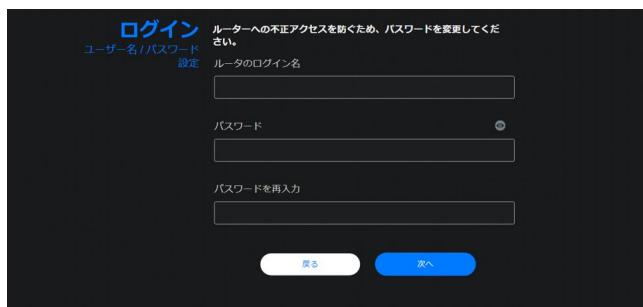 ログイン
ユーザー名 / パスワード
設定
ルーターへの不正アクセスを防ぐため、パスワードを変更してくだ
さい。
ルータのログイン名
パスワード
パスワードを再入力
戻る
次へ